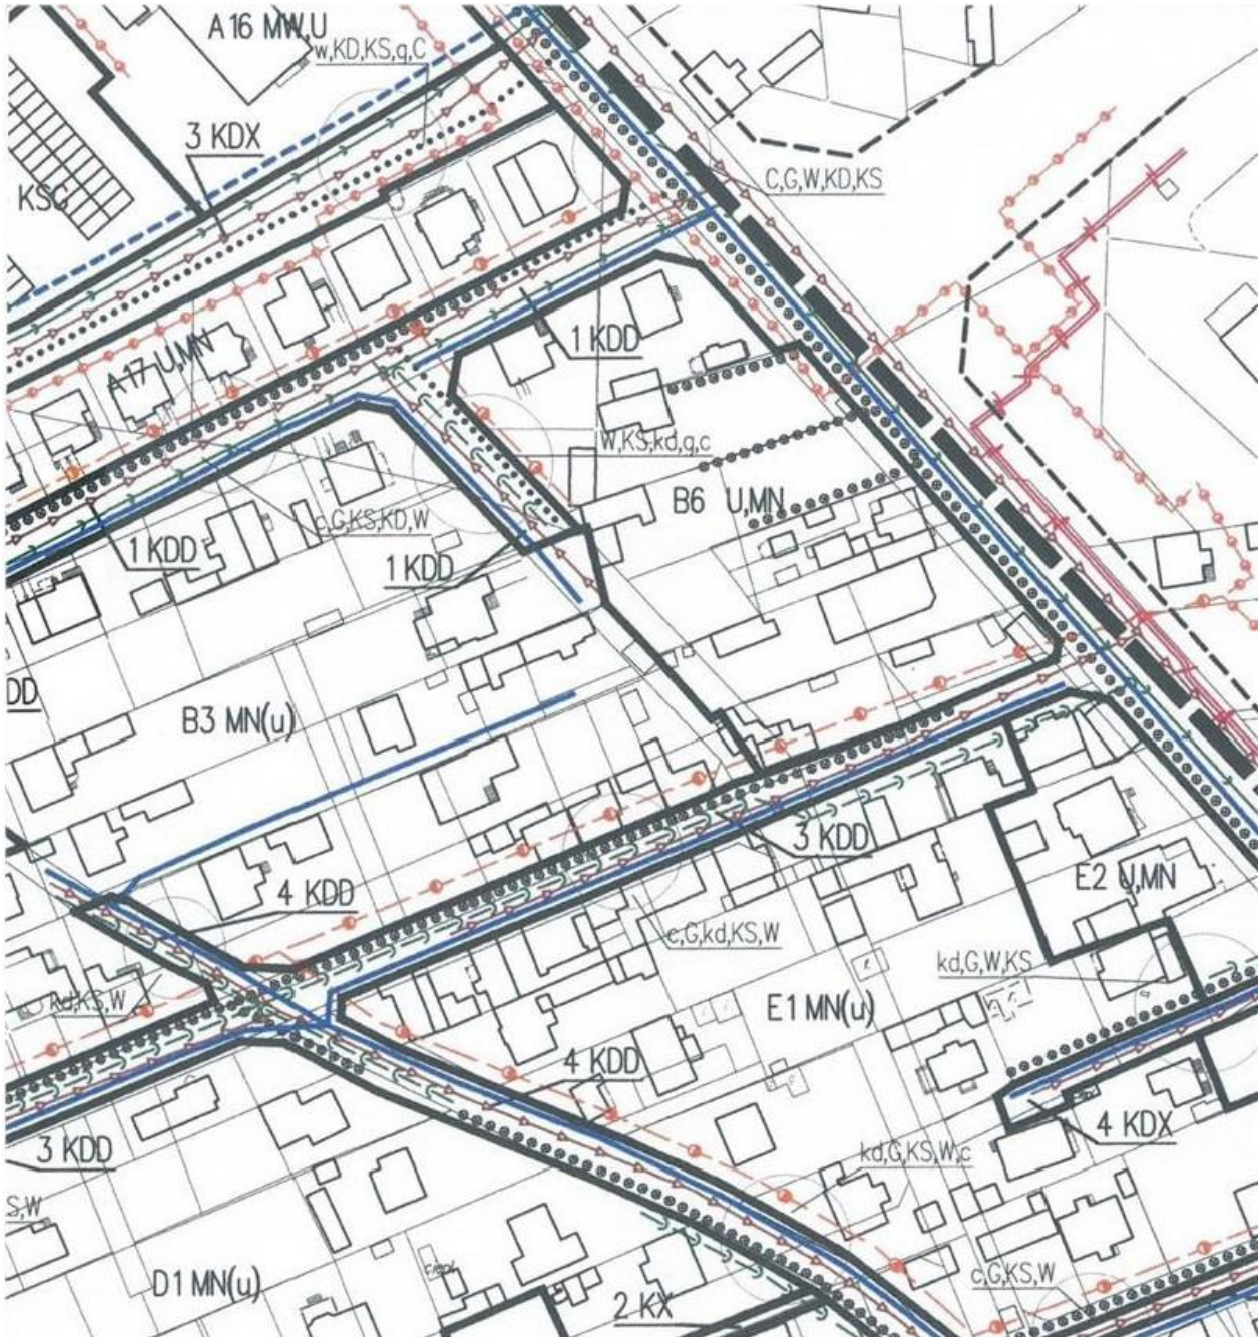 A16 MW,U
w,KD,KS,g,C
3 KDX
KSG
C,G,W,KD,KS
1 KDD
A17 U,MN
W,KS,kd,g,c
B6 U,MN
c,G,KS,KD,W
1 KDD
1 KDD
DD
B3 MN(u)
3 KDD
4 KDD
E2 U,MN
c,G,kd,KS,W
kd,G,W,KS
kd,KS,W
E1 MN(u)
4 KDD
3 KDD
4 KDX
kd,G,KS,W,c
S,W
c,G,KS,W
D1 MN(u)
2 KX